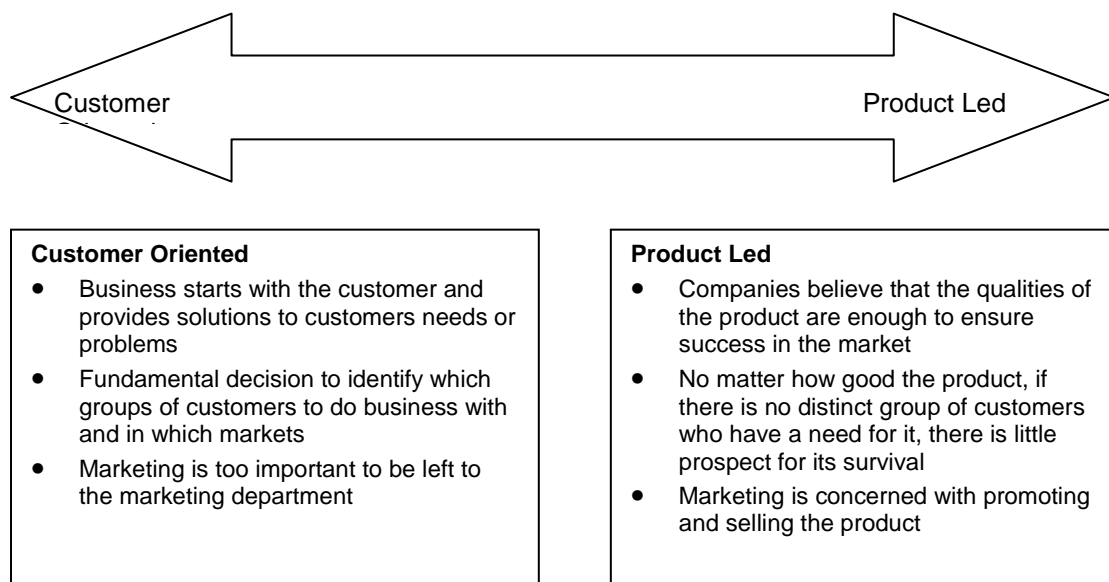 Customer
Product Led
Customer Oriented
● Business starts with the customer and
provides solutions to customers needs or
problems
● Fundamental decision to identify which
groups of customers to do business with
and in which markets
● Marketing is too important to be left to
the marketing department
Product Led
● Companies believe that the qualities of
the product are enough to ensure
success in the market
● No matter how good the product, if
there is no distinct group of customers
who have a need for it, there is little
prospect for its survival
● Marketing is concerned with promoting
and selling the product